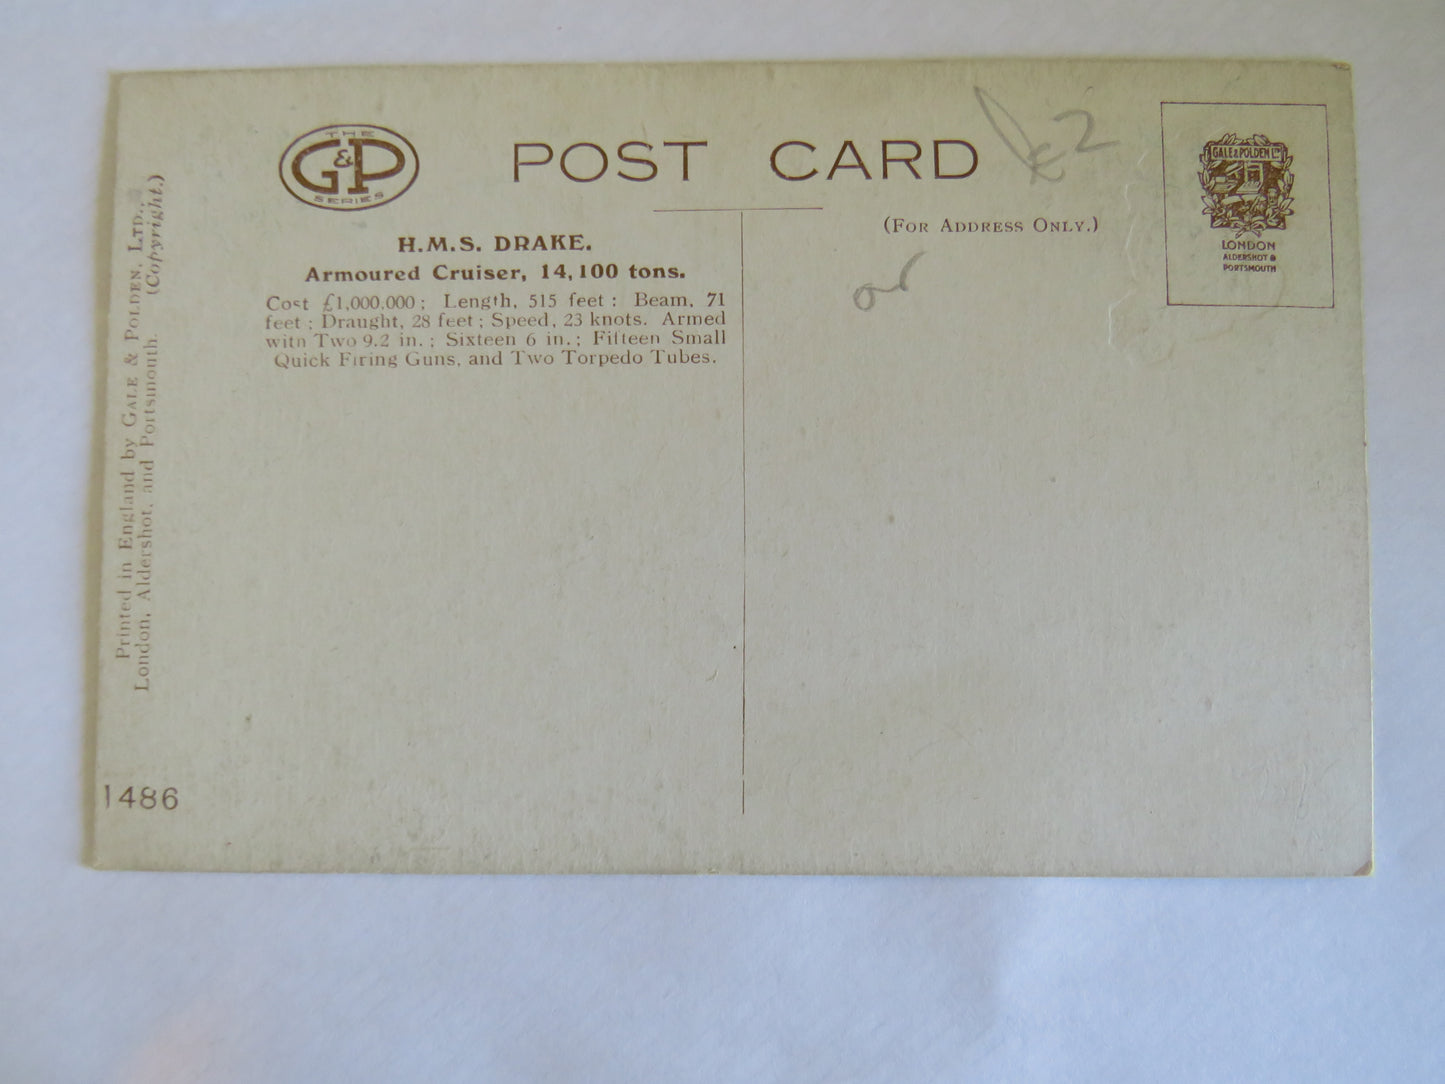 THE
G&P
SERIES
POST CARD
£2
(FOR ADDRESS ONLY.)
GALE & POLDEN LTD
LONDON
ALDERSHOT &
PORTSMOUTH
H.M.S. DRAKE.
Armoured Cruiser, 14,100 tons.
Cost £1,000,000; Length, 515 feet: Beam, 71
feet; Draught, 28 feet; Speed, 23 knots. Armed
with Two 9.2 in.; Sixteen 6 in.; Fifteen Small
Quick Firing Guns, and Two Torpedo Tubes.
Printed in England by GALE & POLDEN, LTD.,
London, Aldershot, and Portsmouth. (Copyright.)
1486